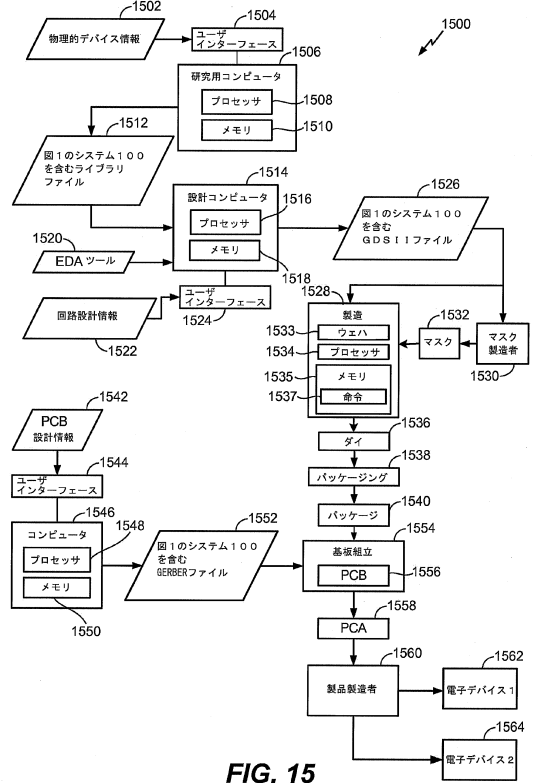 1502
1504
1500
物理的デバイス情報
ユーザ
インターフェース
1506
研究用コンピュータ
プロセッサ
1508
メモリ
1510
1512
図1のシステム100
を含むライブラリ
ファイル
1514
設計コンピュータ
プロセッサ
1516
メモリ
1518
1520
EDAツール
ユーザ
インターフェース
1524
回路設計情報
1522
1526
図1のシステム100
を含む
GDSIIファイル
1528
製造
1533
ウェハ
1534
プロセッサ
1535
メモリ
1537
命令
1532
マスク
マスク
製造者
1530
1536
ダイ
1538
パッケージング
1540
パッケージ
1542
PCB
設計情報
1544
ユーザ
インターフェース
1546
コンピュータ
プロセッサ
1548
メモリ
1550
1552
図1のシステム100
を含む
GERBERファイル
1554
基板組立
PCB
1556
1558
PCA
1560
製品製造者
1562
電子デバイス1
1564
電子デバイス2
FIG. 15